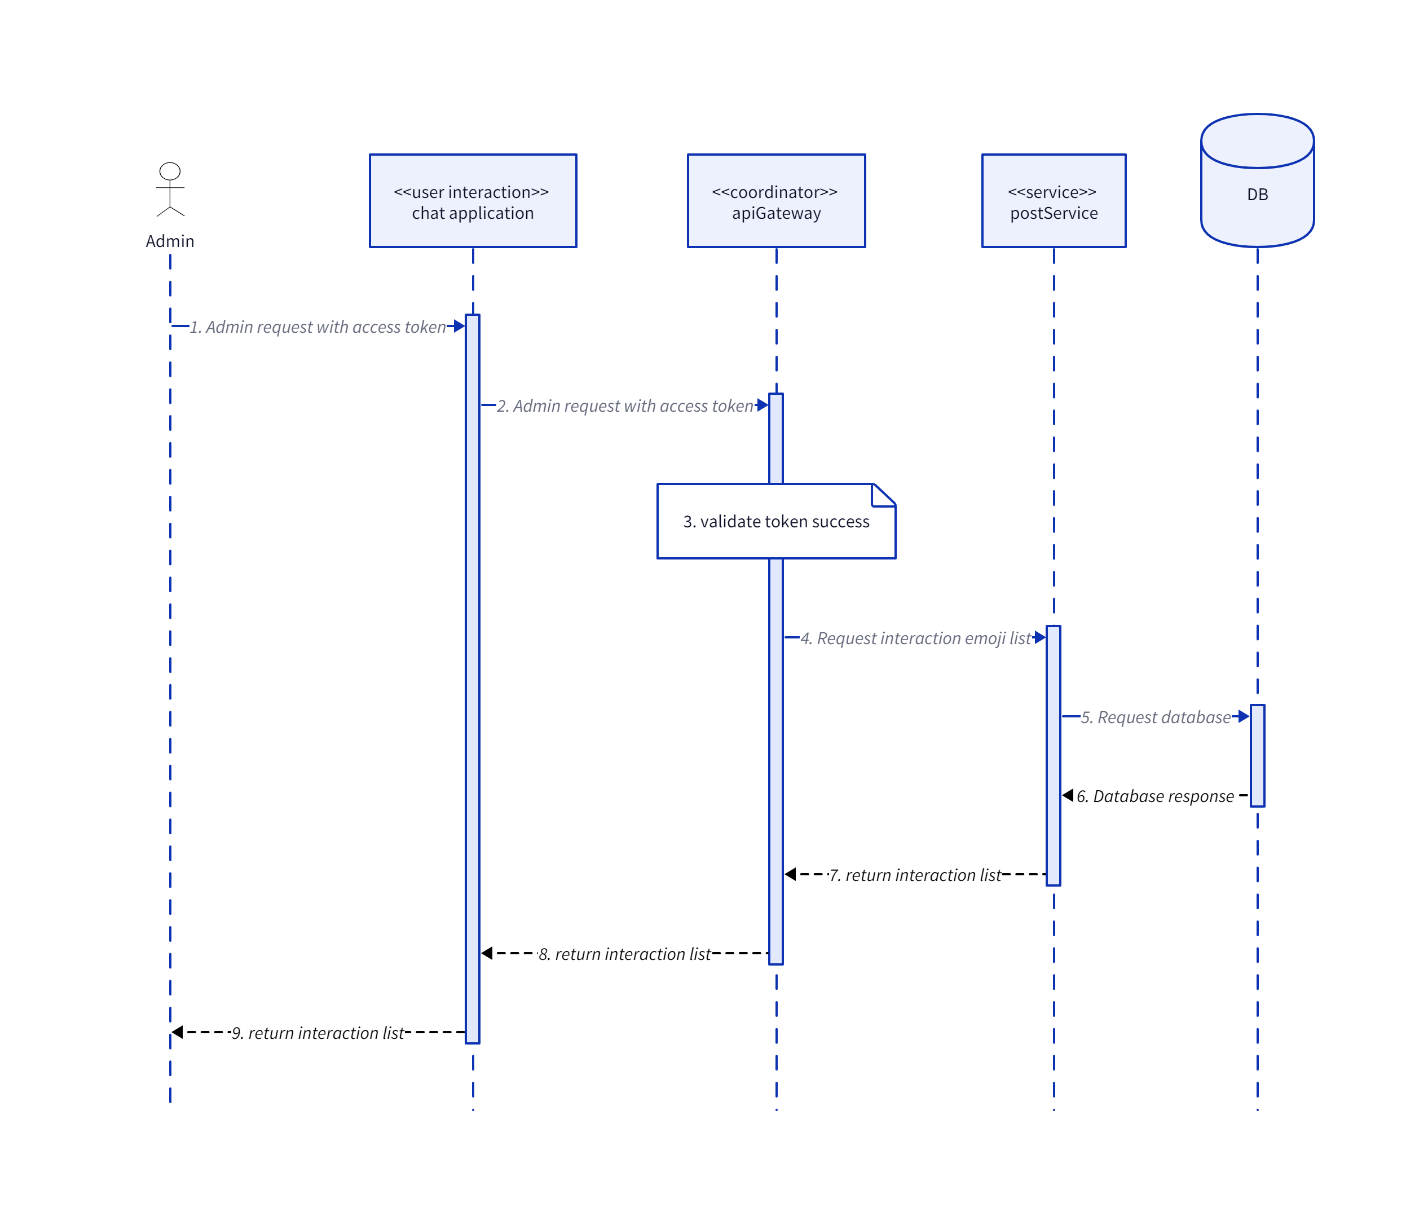 Admin
<<user interaction>>
chat application
<<coordinator>>
apiGateway
<<service>>
postService
DB
1. Admin request with access token
2. Admin request with access token
3. validate token success
4. Request interaction emoji list
5. Request database
6. Database response
7. return interaction list
8. return interaction list
9. return interaction list